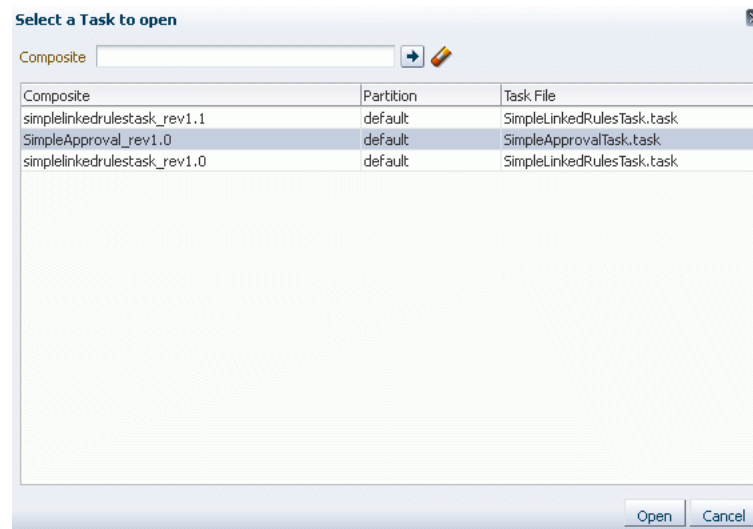 Select a Task to open
Composite
Composite Partition Task File
simplelinkedrulestask_rev1.1 default SimpleLinkedRulesTask.task
SimpleApproval_rev1.0 default SimpleApprovalTask.task
simplelinkedrulestask_rev1.0 default SimpleLinkedRulesTask.task
Open Cancel